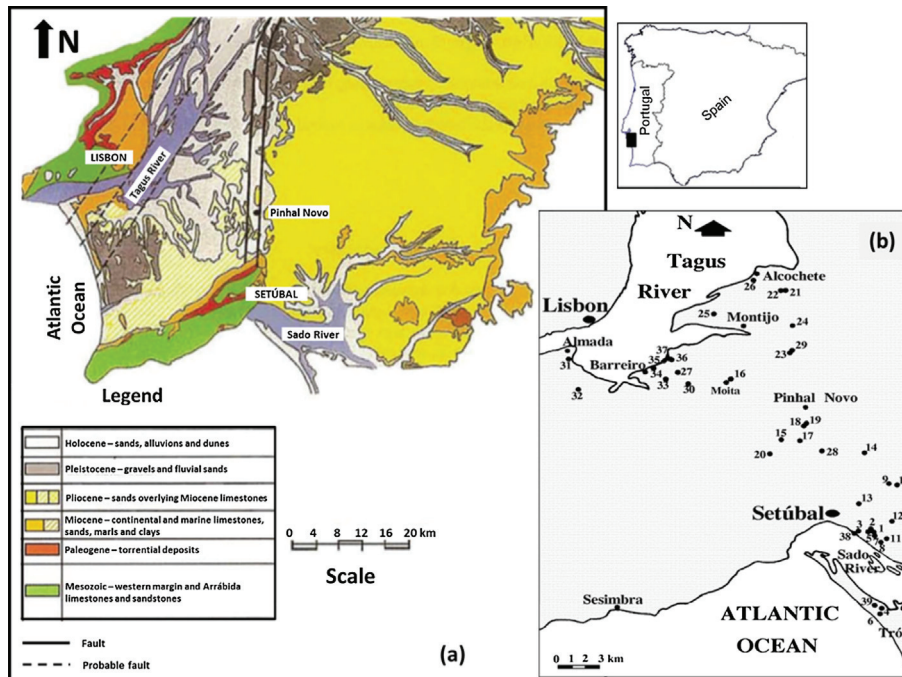 N
LISBON
Tagus River
Pinhal Novo
Atlantic
Ocean
SETÚBAL
Sado River
Legend
Holocene – sands, alluvions and dunes
Pleistocene – gravels and fluvial sands
Pliocene – sands overlying Miocene limestones
Miocene – continental and marine limestones,
sands, marls and clays
Paleogene – torrential deposits
Mesozoic – western margin and Arrábida
limestones and sandstones
Fault
Probable fault
0 4 8 12 16 20 km
Scale
(a)
Portugal
Spain
(b)
N
Tagus
River
Alcochete
26
22 21
Lisbon
25
Montijo
24
Almada
31
37
36
35
Barreiro
34
33
27
30
32
16
Moita
29
23
Pinhal Novo
18 19
15
17
20
28
14
9
13
12
Setúbal
3
2
1
38
5
8
11
Sado
River
39
4
6
Tró
Sesimbra
ATLANTIC
OCEAN
0 1 2 3 km